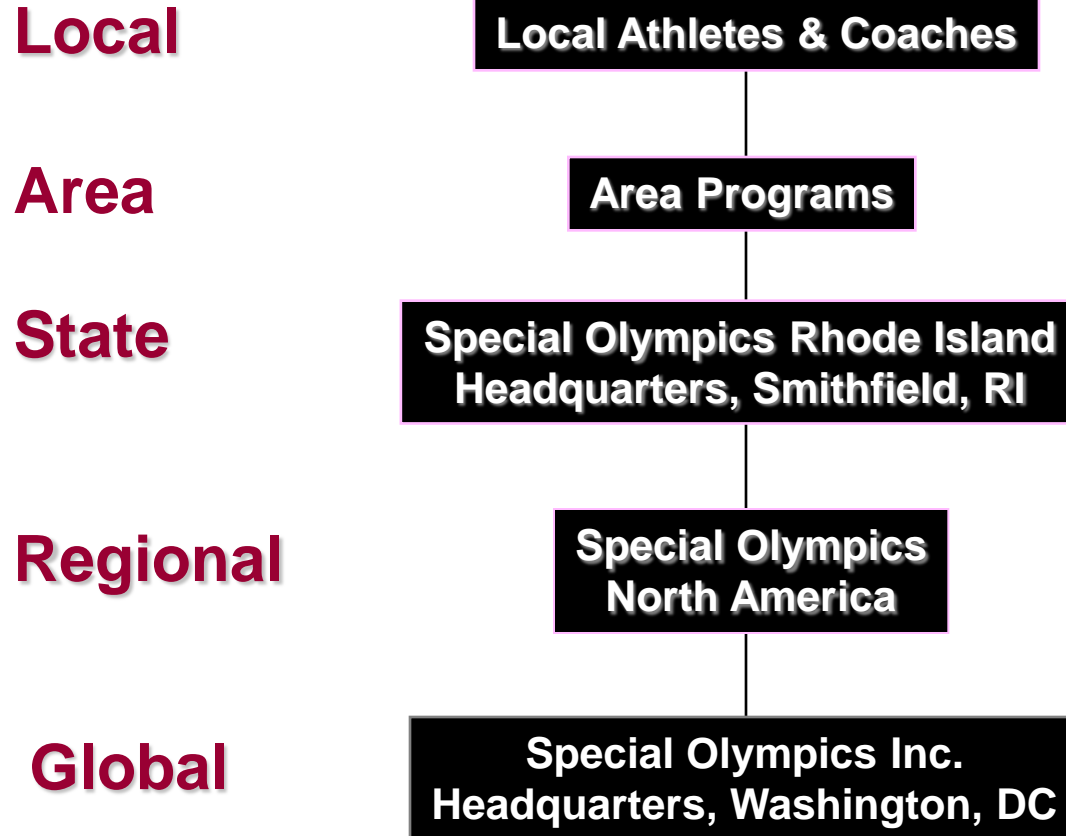 Local
Local Athletes & Coaches
Area
Area Programs
State
Special Olympics Rhode Island
Headquarters, Smithfield, RI
Regional
Special Olympics
North America
Global
Special Olympics Inc.
Headquarters, Washington, DC